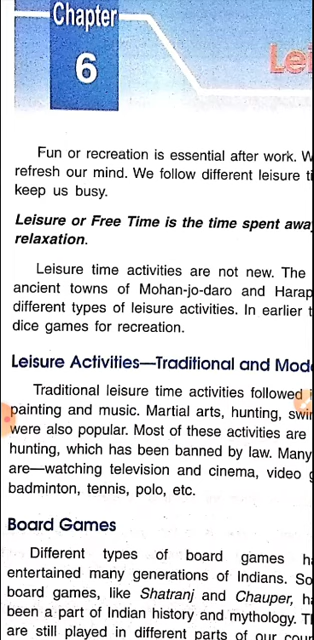 Chapter
6
Lei
Fun or recreation is essential after work. W
refresh our mind. We follow different leisure ti
keep us busy.
Leisure or Free Time is the time spent away
relaxation.
Leisure time activities are not new. The
ancient towns of Mohan-jo-daro and Harap
different types of leisure activities. In earlier t
dice games for recreation.
Leisure Activities—Traditional and Mode
Traditional leisure time activities followed i
painting and music. Martial arts, hunting, swim
were also popular. Most of these activities are
hunting, which has been banned by law. Many
are—watching television and cinema, video g
badminton, tennis, polo, etc.
Board Games
Different types of board games ha
entertained many generations of Indians. So
board games, like Shatranj and Chauper, ha
been a part of Indian history and mythology. Th
are still played in different parts of our coun